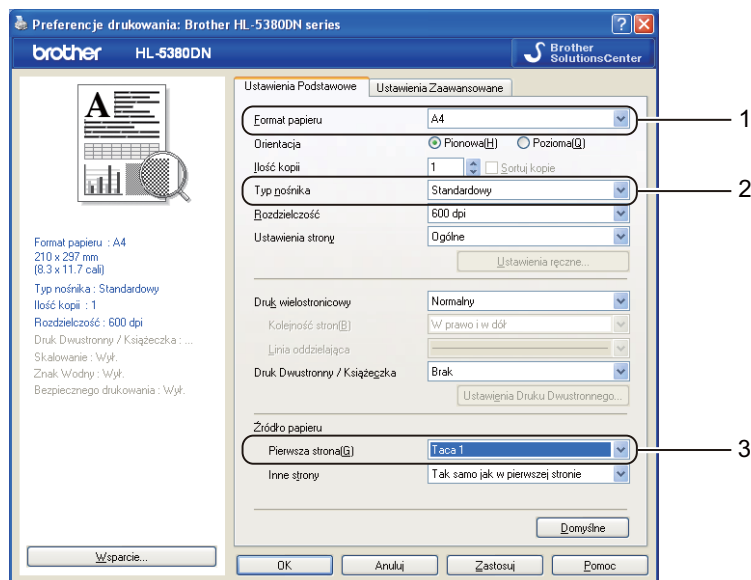 Preferencje drukowania: Brother HL-5380DN series
brother HL-5380DN
Brother
SolutionsCenter
A
Format papieru : A4
210 x 297 mm
(8.3 x 11.7 cali)
Typ nośnika : Standardowy
Ilość kopii : 1
Rozdzielczość : 600 dpi
Druk Dwustronny / Książeczka : ...
Skalowanie : Wył.
Znak Wodny : Wył.
Bezpiecznego drukowania : Wył.
Wsparcie...
Ustawienia Podstawowe Ustawienia Zaawansowane
Format papieru A4 1
Orientacja Pionowa(H) Pozioma(Q)
Ilość kopii 1 Sortuj kopie
Typ nośnika Standardowy 2
Rozdzielczość 600 dpi
Ustawienia strony Ogólne
Ustawienia ręczne...
Druk wielostronicowy Normalny
Kolejność stron(B) W prawo i w dół
Linia oddzielająca
Druk Dwustronny / Książeczka Brak
Ustawienia Druku Dwustronnego...
Źródło papieru
Pierwsza strona(G) Taca 1 3
Inne strony Tak samo jak w pierwszej stronie
Domyślne
OK Anuluj Zastosuj Pomoc